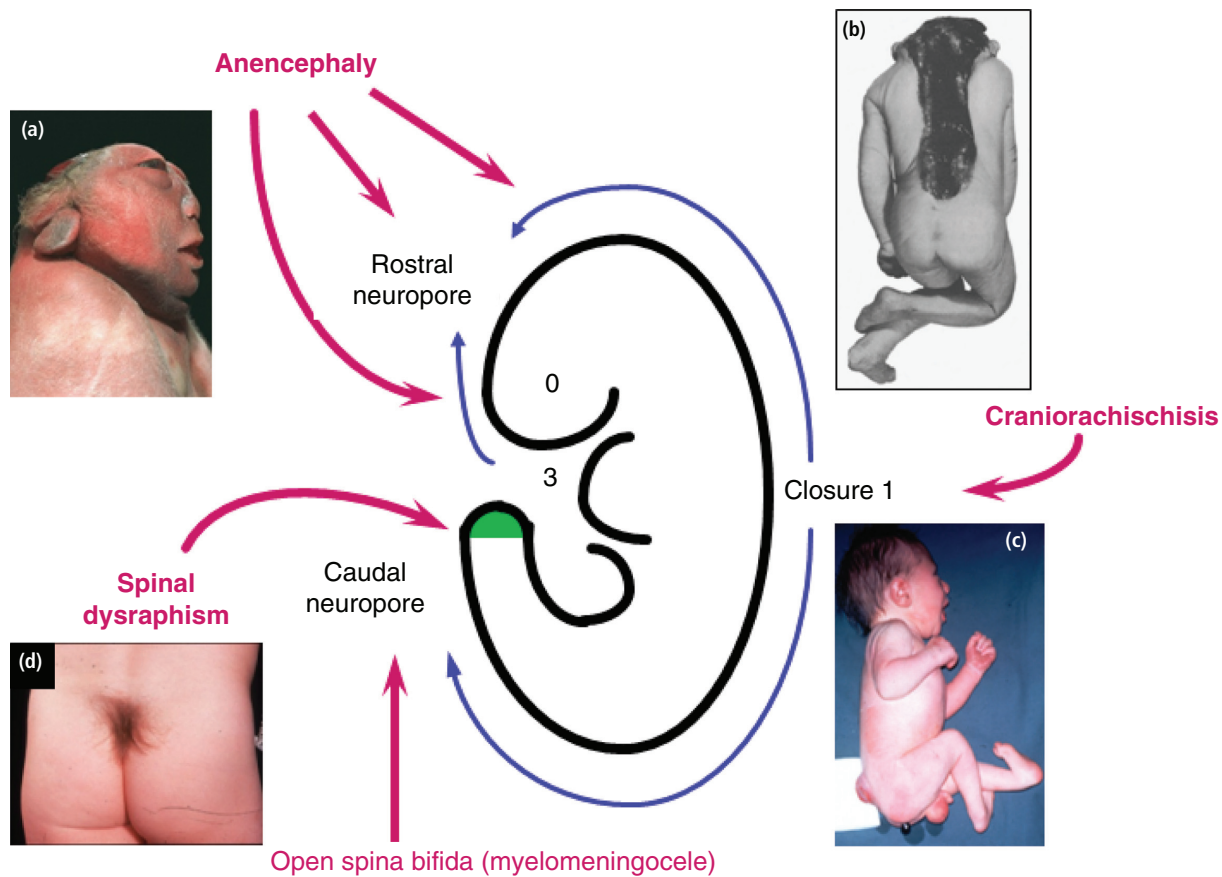 Anencephaly
(a)
(b)
Rostral
neuropore
0
Craniorachischisis
3
Closure 1
(c)
Spinal
dysraphism
Caudal
neuropore
(d)
Open spina bifida (myelomeningocele)